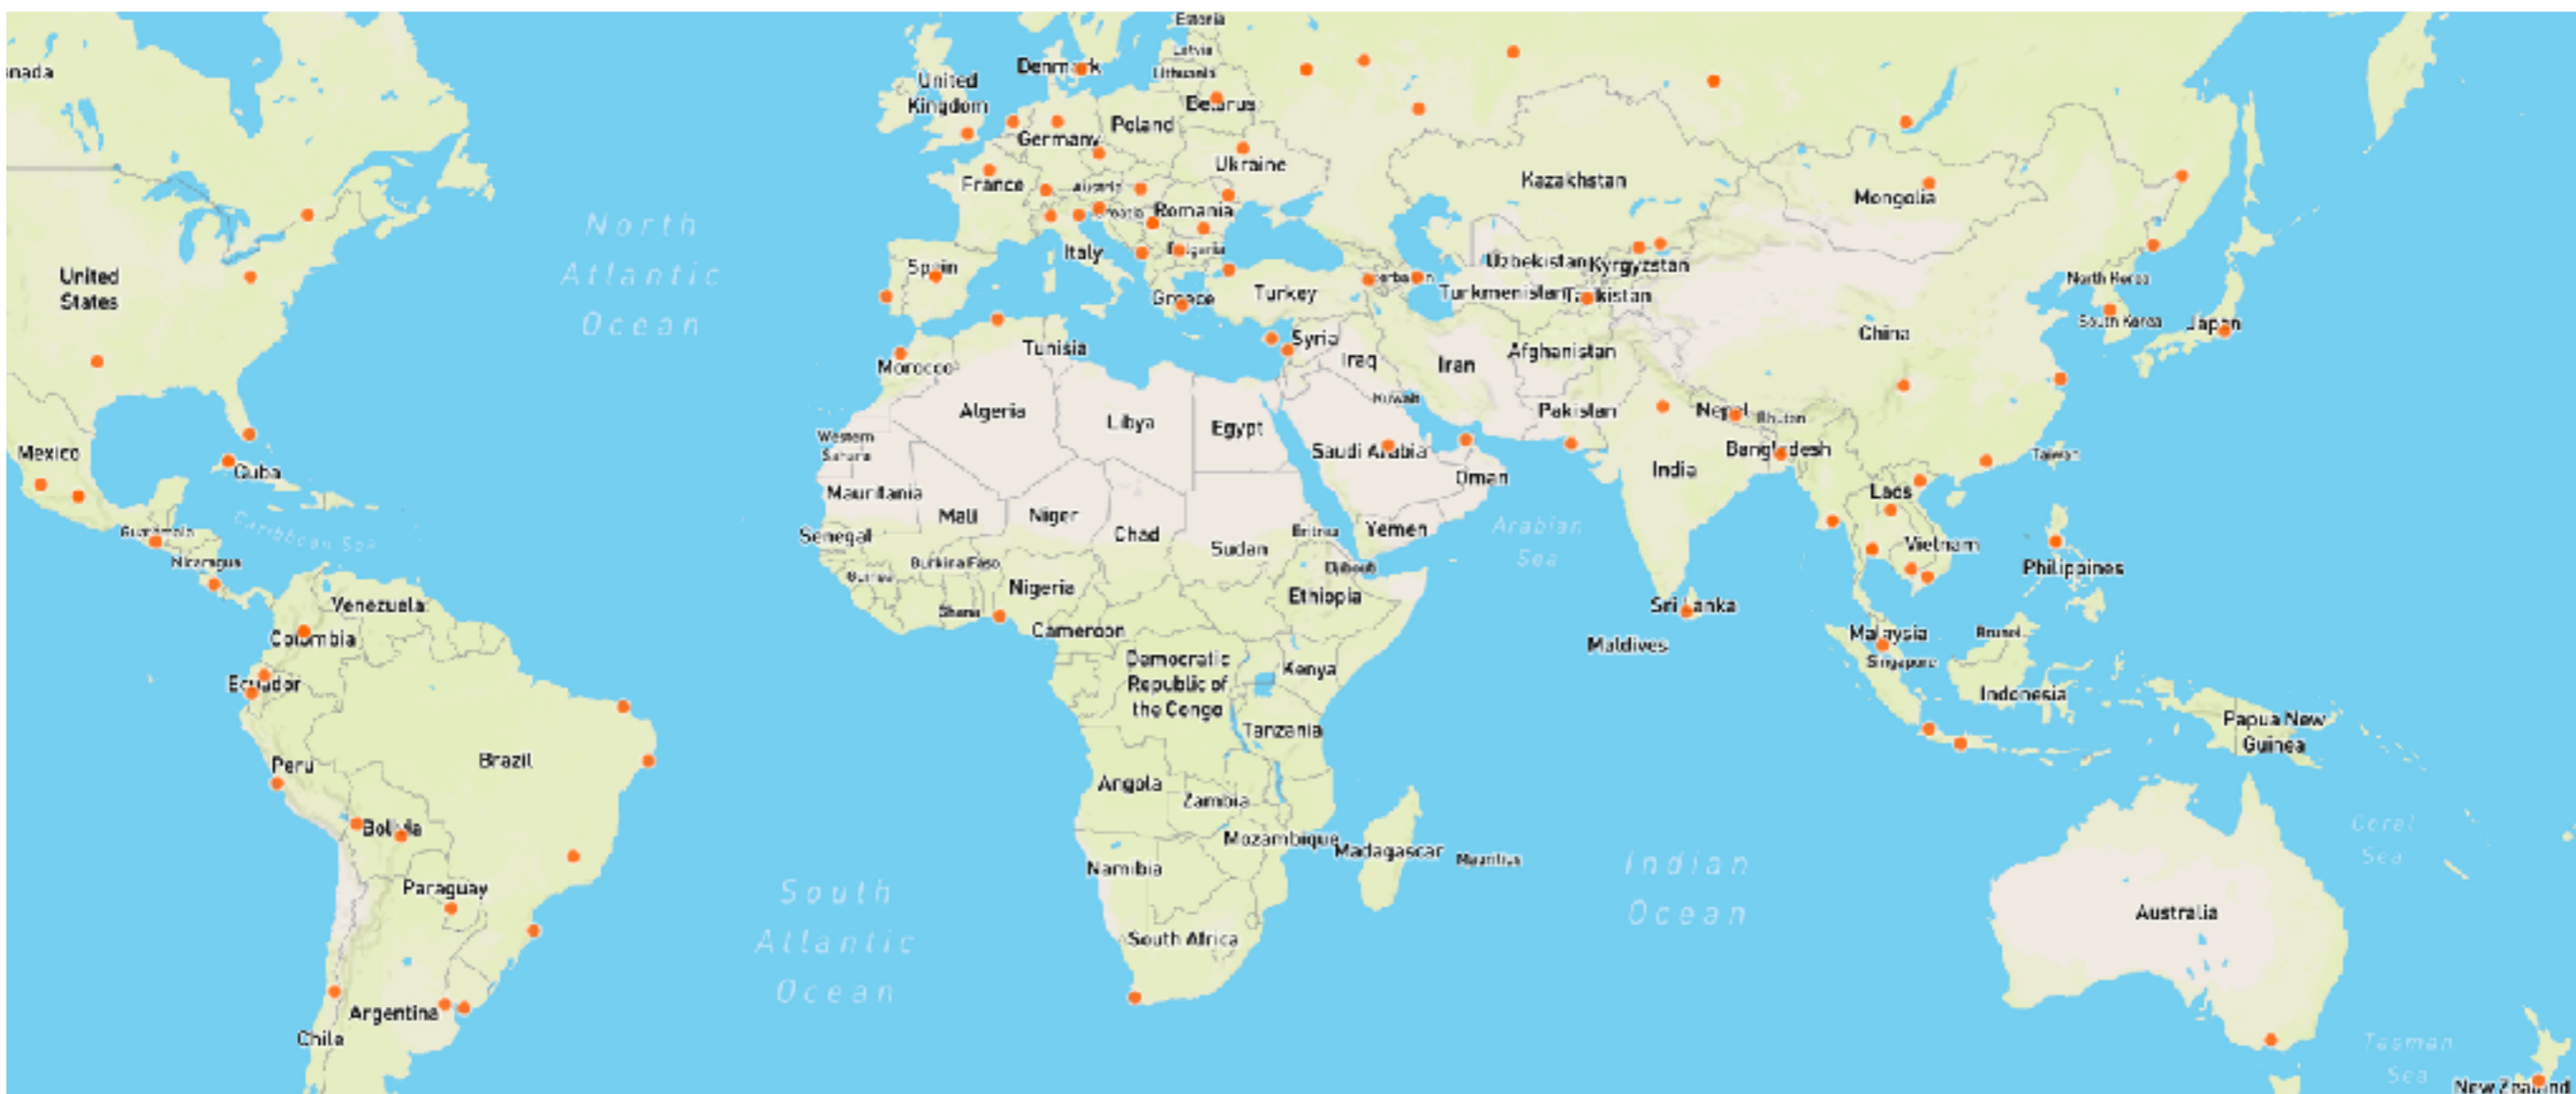 Estonia
Latvia
Lithuania
Denmark
United
Kingdom
Belarus
Poland
Germany
Ukraine
France
Austria
Croatia
Romania
Kazakhstan
Mongolia
North
Atlantic
Ocean
United
States
Italy
Bulgaria
Spain
Greece
Turkey
Uzbekistan
Kyrgyzstan
Turkmenistan
North Korea
South Korea
Japan
China
Syria
Iraq
Iran
Afghanistan
Tunisia
Morocco
Algeria
Libya
Egypt
Kuwait
Pakistan
Nepal
Bhutan
Bangladesh
Taiwan
Western
Sahara
Saudi Arabia
Oman
India
Mexico
Cuba
Mauritania
Mali
Niger
Chad
Sudan
Eritrea
Yemen
Arabian
Sea
Laos
Vietnam
Philippines
Caribbean Sea
Guatemala
Nicaragua
Senegal
Guinea
Burkina Faso
Nigeria
Djibouti
Ethiopia
Ghana
Cameroon
Venezuela
Colombia
Ecuador
Sri Lanka
Maldives
Malaysia
Brunei
Singapore
Indonesia
Democratic
Republic of
the Congo
Kenya
Tanzania
Papua New
Guinea
Peru
Brazil
Bolivia
Paraguay
Angola
Zambia
Mozambique
Madagascar
Mauritius
Namibia
South Africa
South
Atlantic
Ocean
Indian
Ocean
Coral
Sea
Australia
Argentina
Chile
Tasman
Sea
New Zealand